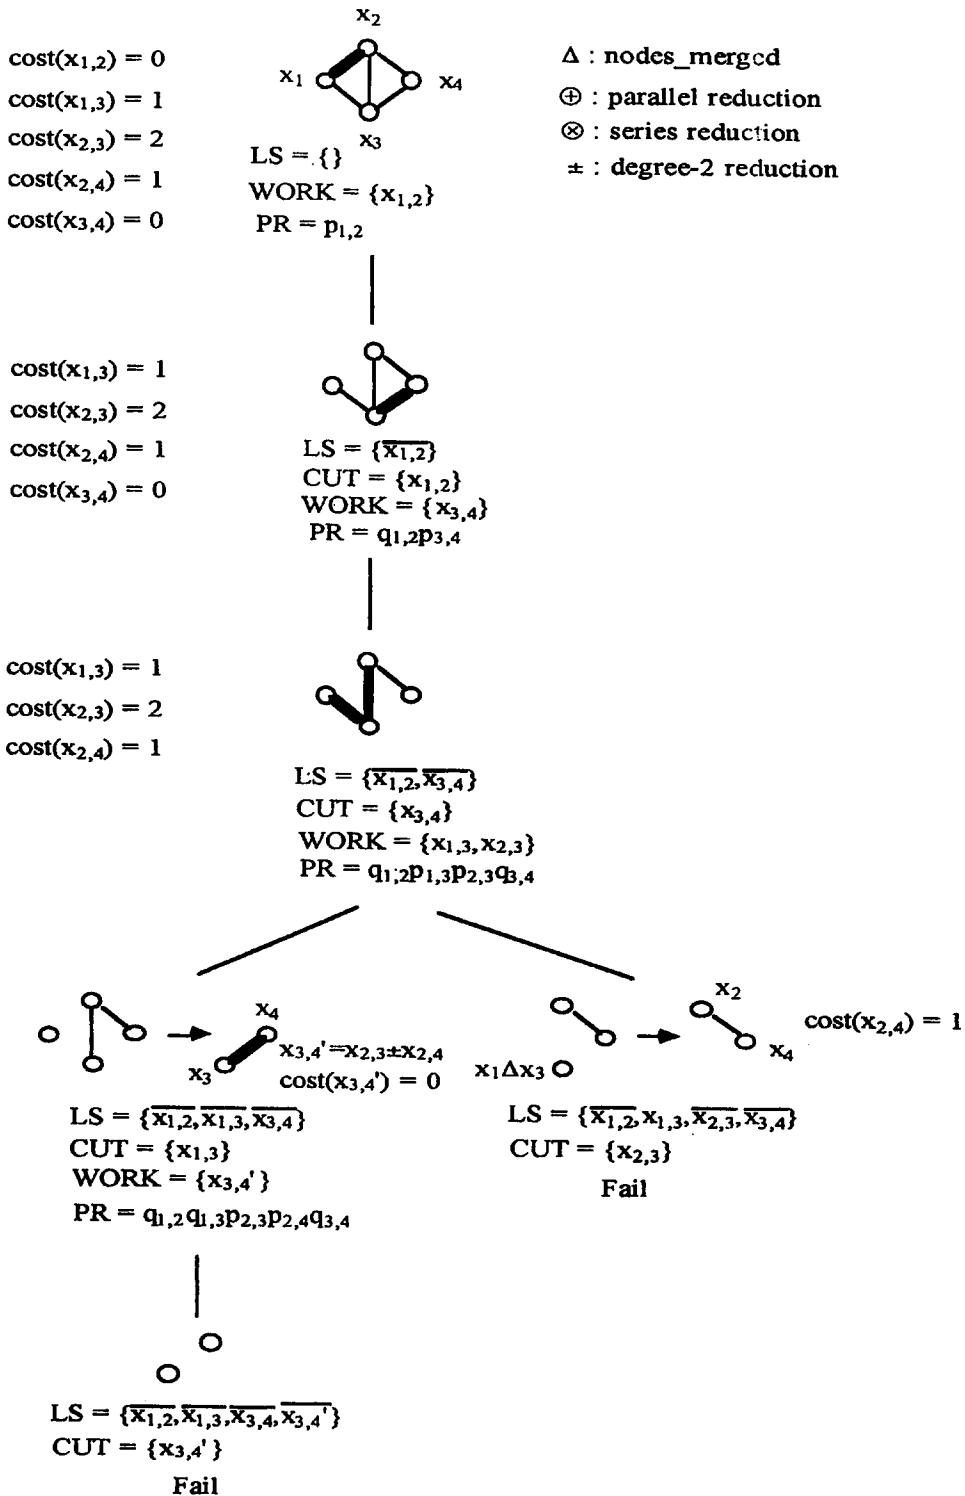 x2
cost(x1,2) = 0
cost(x1,3) = 1
cost(x2,3) = 2
cost(x2,4) = 1
cost(x3,4) = 0
x1
x4
x3
LS = {}
WORK = {x1,2}
PR = p1,2
Δ : nodes_merged
⊕ : parallel reduction
⊗ : series reduction
± : degree-2 reduction
cost(x1,3) = 1
cost(x2,3) = 2
cost(x2,4) = 1
cost(x3,4) = 0
LS = {x̅1,2}
CUT = {x1,2}
WORK = {x3,4}
PR = q1,2p3,4
cost(x1,3) = 1
cost(x2,3) = 2
cost(x2,4) = 1
LS = {x̅1,2,x̅3,4}
CUT = {x3,4}
WORK = {x1,3,x2,3}
PR = q1,2p1,3p2,3q3,4
x4
x3,4'=x2,3±x2,4
x3
cost(x3,4') = 0
LS = {x̅1,2,x̅1,3,x̅3,4}
CUT = {x1,3}
WORK = {x3,4'}
PR = q1,2q1,3p2,3p2,4q3,4
x2
cost(x2,4) = 1
x4
x1Δx3
LS = {x̅1,2,x1,3,x̅2,3,x̅3,4}
CUT = {x2,3}
Fail
LS = {x̅1,2,x̅1,3,x̅3,4,x̅3,4'}
CUT = {x3,4'}
Fail